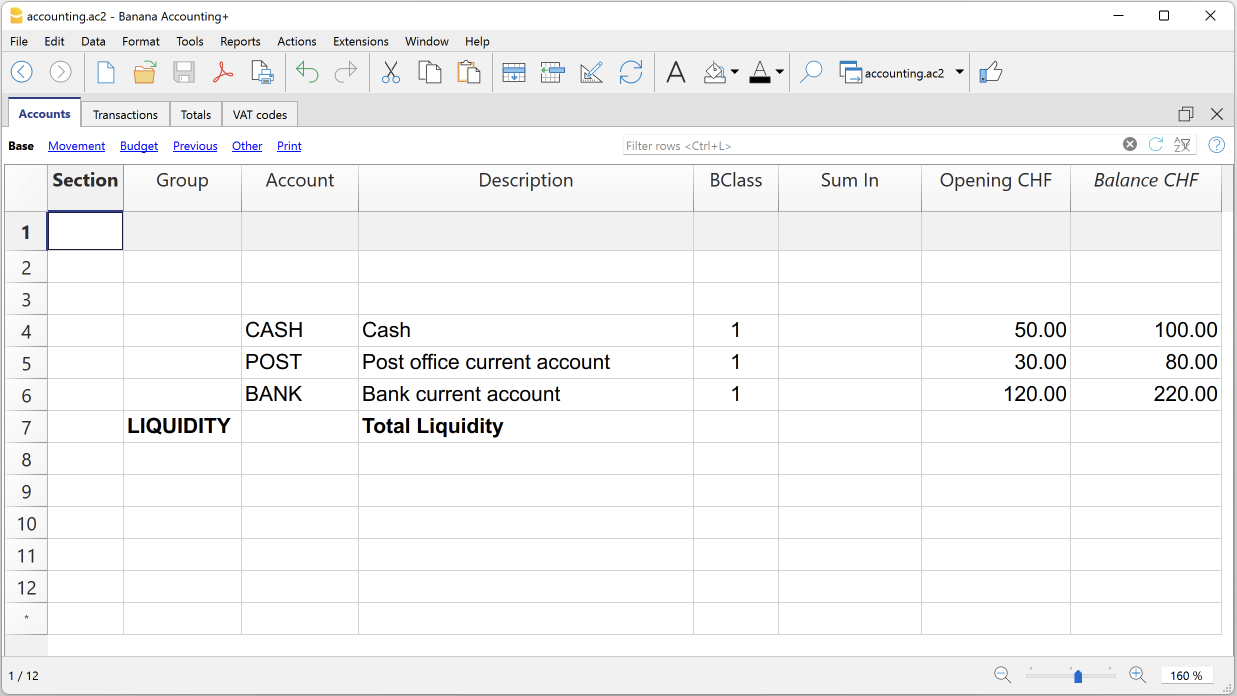 accounting.ac2 - Banana Accounting+
File Edit Data Format Tools Reports Actions Extensions Window Help
accounting.ac2
Accounts Transactions Totals VAT codes
Base Movement Budget Previous Other Print Filter rows <Ctrl+L>
Section Group Account Description BClass Sum In Opening CHF Balance CHF
1
2
3
4 CASH Cash 1 50.00 100.00
5 POST Post office current account 1 30.00 80.00
6 BANK Bank current account 1 120.00 220.00
7 LIQUIDITY Total Liquidity
8
9
10
11
12
*
1 / 12 160 %